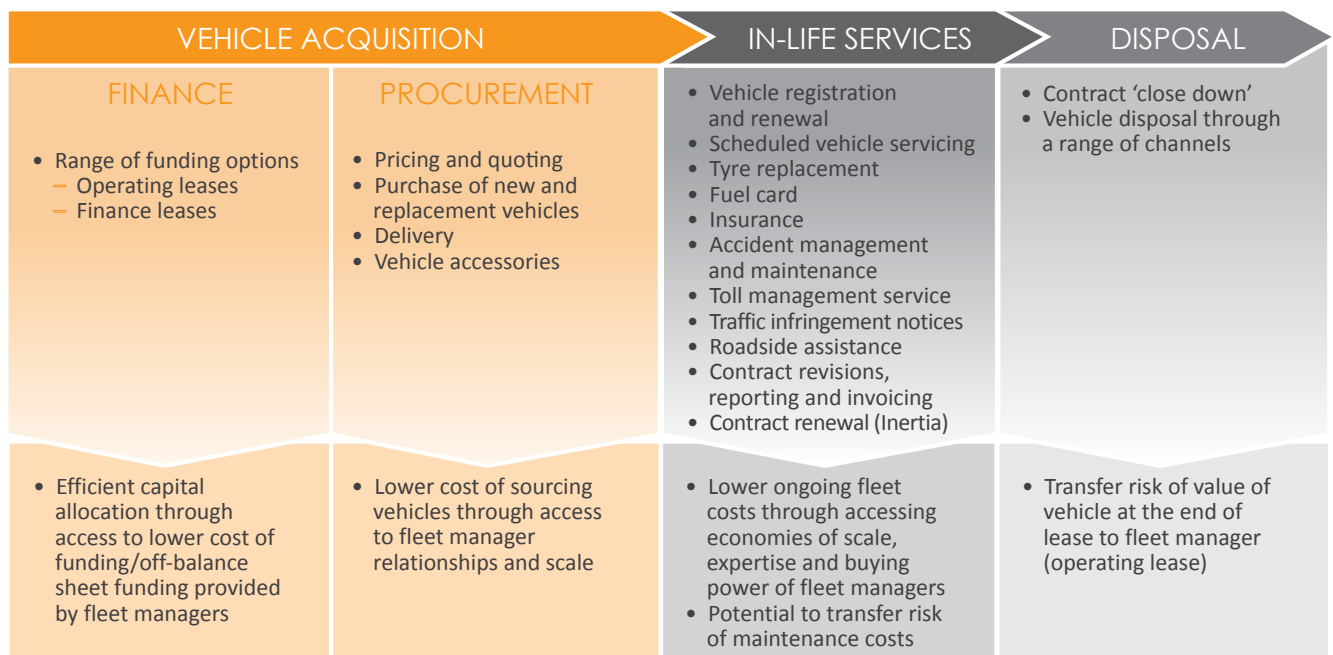 VEHICLE ACQUISITION
IN-LIFE SERVICES
DISPOSAL
FINANCE
• Range of funding options
– Operating leases
– Finance leases
PROCUREMENT
• Pricing and quoting
• Purchase of new and
replacement vehicles
• Delivery
• Vehicle accessories
• Vehicle registration
and renewal
• Scheduled vehicle servicing
• Tyre replacement
• Fuel card
• Insurance
• Accident management
and maintenance
• Toll management service
• Traffic infringement notices
• Roadside assistance
• Contract revisions,
reporting and invoicing
• Contract renewal (Inertia)
• Contract ‘close down’
• Vehicle disposal through
a range of channels
• Efficient capital
allocation through
access to lower cost of
funding/off-balance
sheet funding provided
by fleet managers
• Lower cost of sourcing
vehicles through access
to fleet manager
relationships and scale
• Lower ongoing fleet
costs through accessing
economies of scale,
expertise and buying
power of fleet managers
• Potential to transfer risk
of maintenance costs
• Transfer risk of value of
vehicle at the end of
lease to fleet manager
(operating lease)